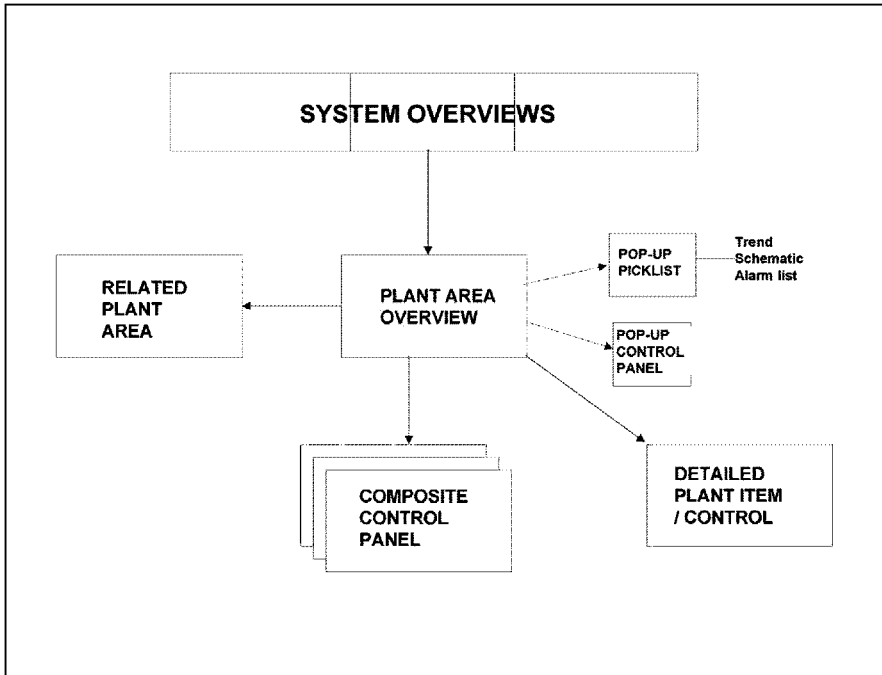 SYSTEM OVERVIEWS
RELATED
PLANT
AREA
PLANT AREA
OVERVIEW
POP-UP
PICKLIST
Trend
Schematic
Alarm list
POP-UP
CONTROL
PANEL
COMPOSITE
CONTROL
PANEL
DETAILED
PLANT ITEM
/ CONTROL